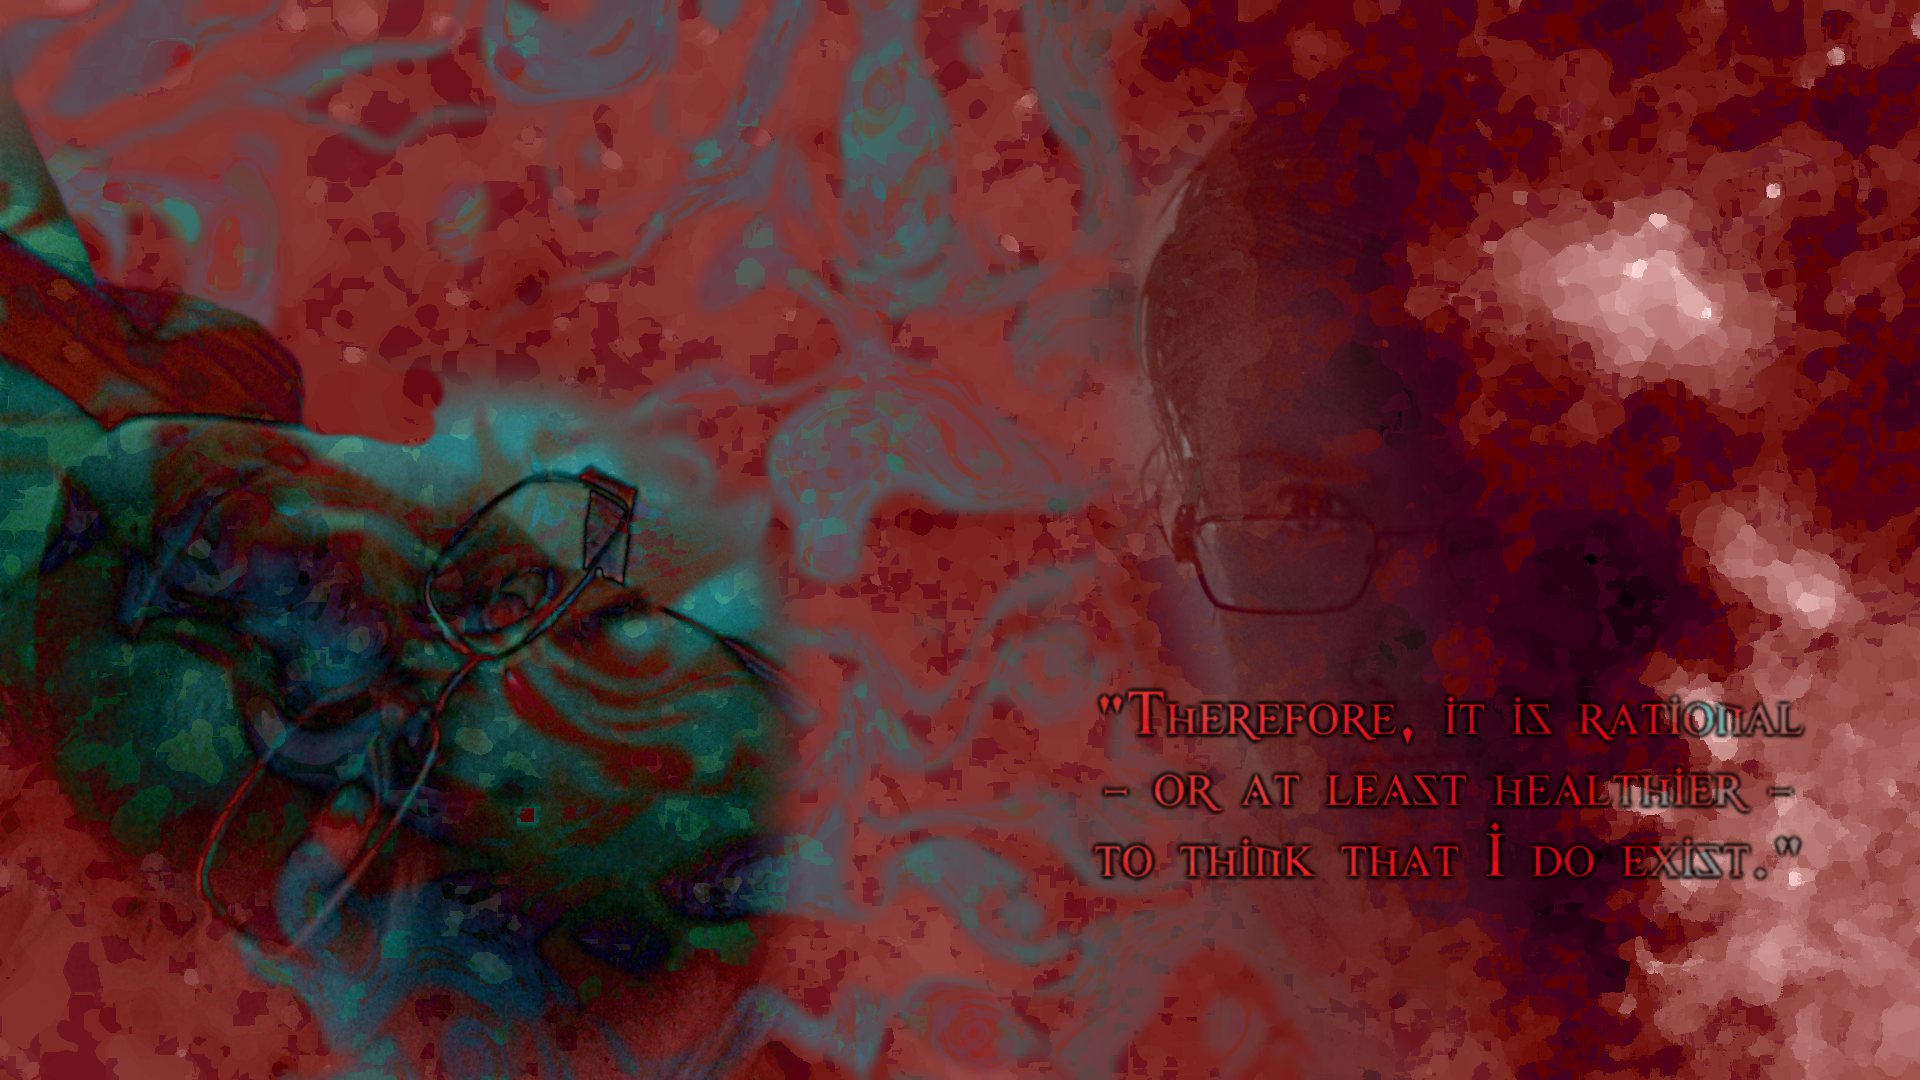 "Therefore, it is rational
- or at least healthier -
to think that I do exist."